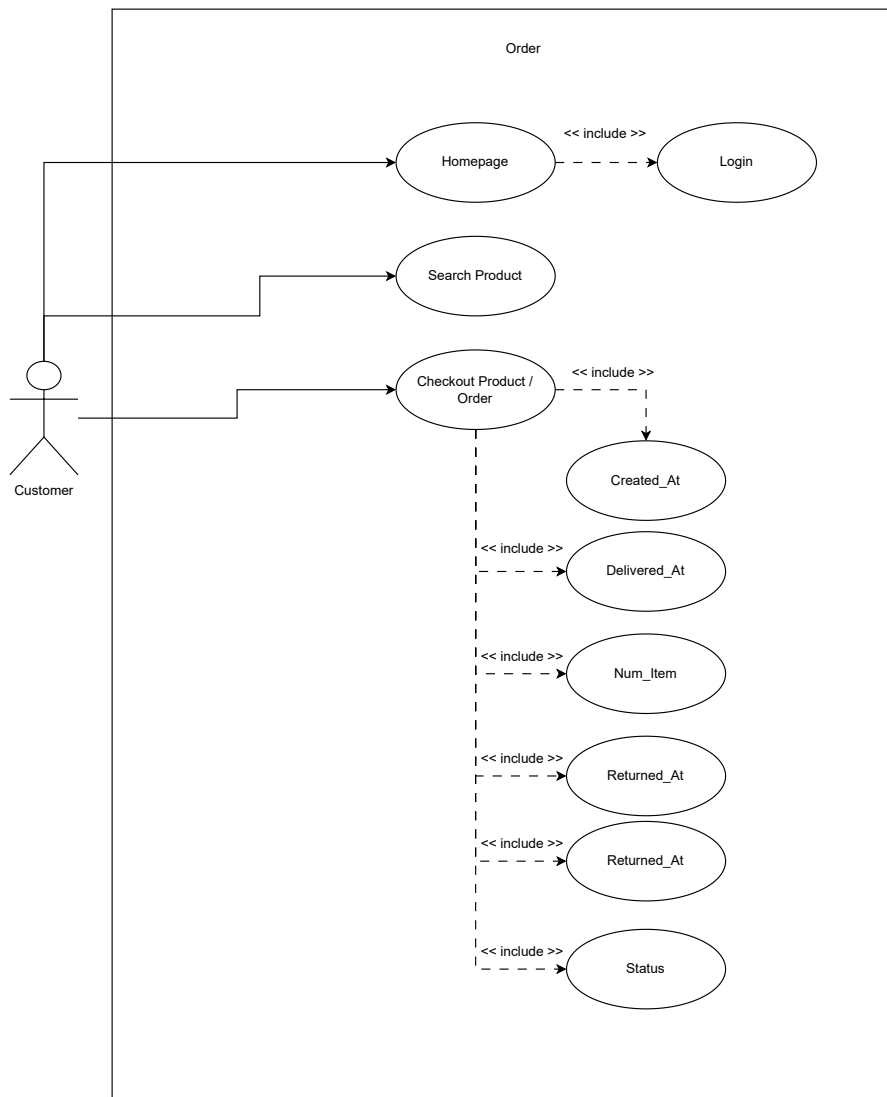 Order
<< include >>
Homepage
Login
Search Product
<< include >>
Checkout Product /
Order
Customer
Created_At
<< include >>
Delivered_At
<< include >>
Num_Item
<< include >>
Returned_At
<< include >>
Returned_At
<< include >>
Status